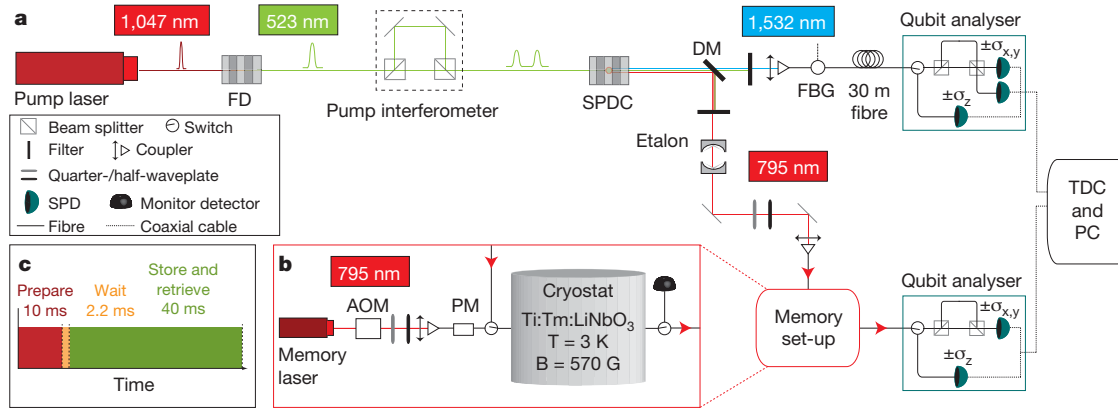 a
1,047 nm
523 nm
1,532 nm
Qubit analyser
Pump laser
FD
Pump interferometer
SPDC
DM
FBG
30 m
fibre
±σx,y
±σz
Beam splitter
Switch
Filter
Coupler
Quarter-/half-waveplate
SPD
Monitor detector
Fibre
Coaxial cable
Etalon
795 nm
TDC
and
PC
c
Prepare
10 ms
Wait
2.2 ms
Store and
retrieve
40 ms
Time
b
795 nm
AOM
PM
Memory
laser
Cryostat
Ti:Tm:LiNbO3
T = 3 K
B = 570 G
Memory
set-up
Qubit analyser
±σx,y
±σz